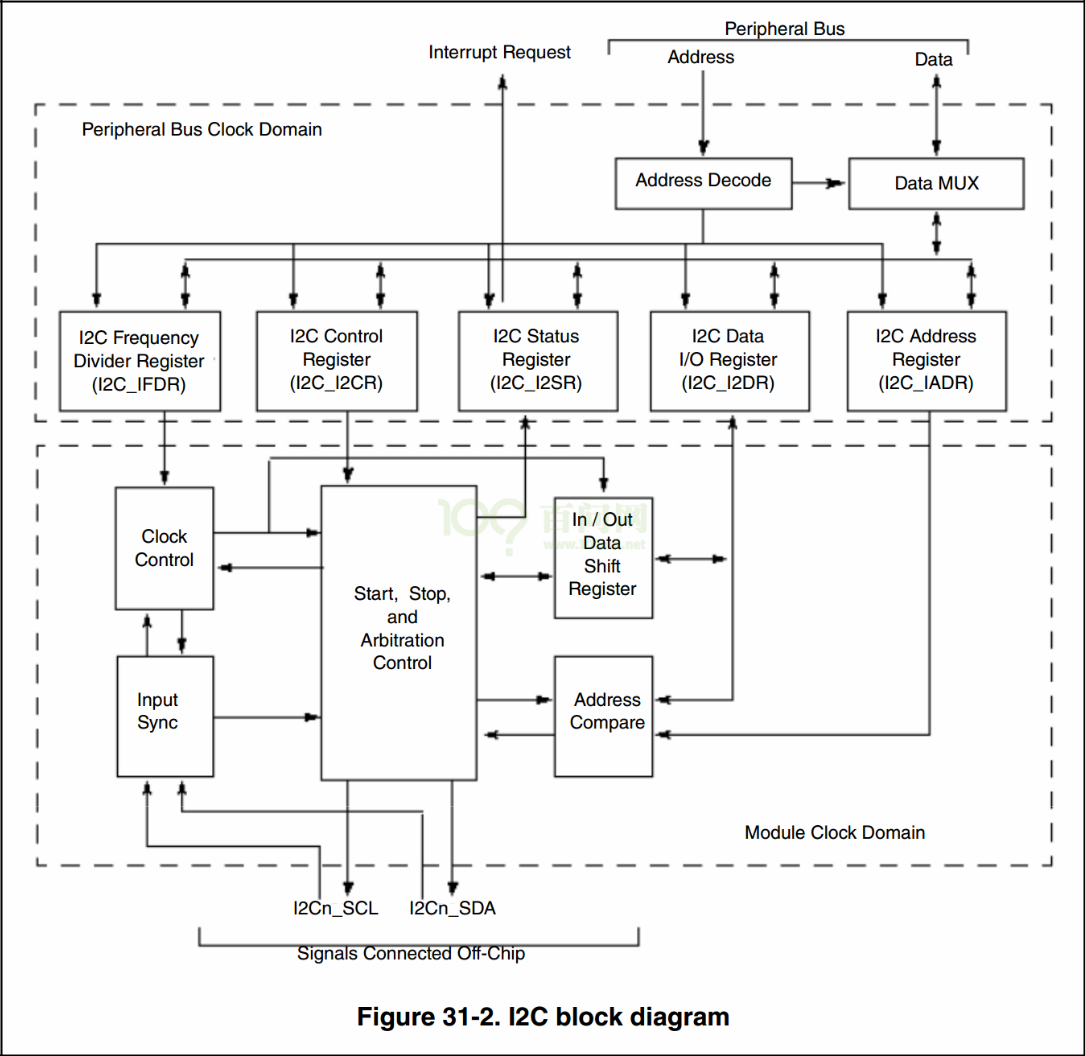 Peripheral Bus
Interrupt Request
Address
Data
Peripheral Bus Clock Domain
Address Decode
Data MUX
I2C Frequency
Divider Register
(I2C_IFDR)
I2C Control
Register
(I2C_I2CR)
I2C Status
Register
(I2C_I2SR)
I2C Data
I/O Register
(I2C_I2DR)
I2C Address
Register
(I2C_IADR)
Clock
Control
Start, Stop,
and
Arbitration
Control
In / Out
Data
Shift
Register
Input
Sync
Address
Compare
Module Clock Domain
I2Cn_SCL
I2Cn_SDA
Signals Connected Off-Chip
Figure 31-2. I2C block diagram
百问网